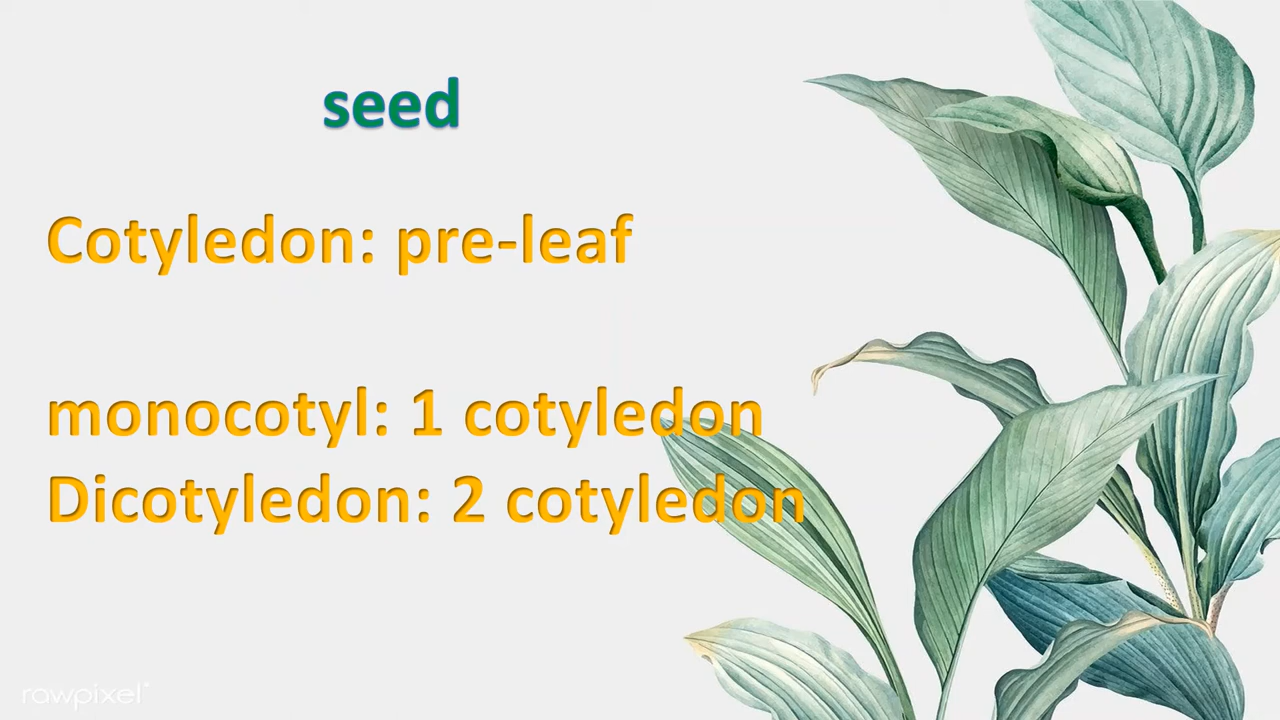 seed
Cotyledon: pre-leaf
monocotyl: 1 cotyledon
Dicotyledon: 2 cotyledon
rawpixel